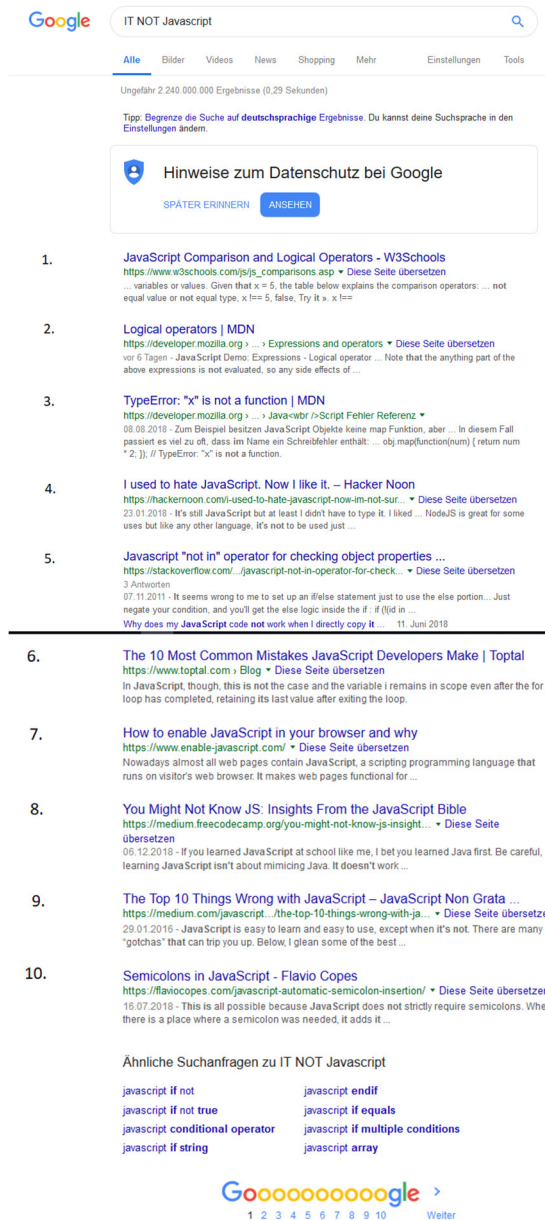 Google IT NOT Javascript
Alle Bilder Videos News Shopping Mehr Einstellungen Tools
Ungefähr 2.240.000.000 Ergebnisse (0,29 Sekunden)
Tipp: Begrenze die Suche auf deutschsprachige Ergebnisse. Du kannst deine Suchsprache in den
Einstellungen ändern.
Hinweise zum Datenschutz bei Google
SPÄTER ERINNERN ANSEHEN
1. JavaScript Comparison and Logical Operators - W3Schools
https://www.w3schools.com/js/js_comparisons.asp ▾ Diese Seite übersetzen
... variables or values. Given that x = 5, the table below explains the comparison operators: ... not
equal value or not equal type, x !== 5, false, Try it ». x !==
2. Logical operators | MDN
https://developer.mozilla.org › ... › Expressions and operators ▾ Diese Seite übersetzen
vor 6 Tagen - JavaScript Demo: Expressions - Logical operator ... Note that the anything part of the
above expressions is not evaluated, so any side effects of ...
3. TypeError: "x" is not a function | MDN
https://developer.mozilla.org › ... › Java<wbr />Script Fehler Referenz ▾
08.08.2018 - Zum Beispiel besitzen JavaScript Objekte keine map Funktion, aber ... In diesem Fall
passiert es viel zu oft, dass im Name ein Schreibfehler enthält: ... obj.map(function(num) { return num
* 2; }); // TypeError: "x" is not a function.
4. I used to hate JavaScript. Now I like it. – Hacker Noon
https://hackernoon.com/i-used-to-hate-javascript-now-im-not-sur... ▾ Diese Seite übersetzen
23.01.2018 - It's still JavaScript but at least I didn't have to type it. I liked ... NodeJS is great for some
uses but like any other language, it's not to be used just ...
5. Javascript "not in" operator for checking object properties ...
https://stackoverflow.com/.../javascript-not-in-operator-for-check... ▾ Diese Seite übersetzen
3 Antworten
07.11.2011 - It seems wrong to me to set up an if/else statement just to use the else portion... Just
negate your condition, and you'll get the else logic inside the if : if (!(id in ...
Why does my JavaScript code not work when I directly copy it ... 11. Juni 2018
6. The 10 Most Common Mistakes JavaScript Developers Make | Toptal
https://www.toptal.com › Blog ▾ Diese Seite übersetzen
In JavaScript, though, this is not the case and the variable i remains in scope even after the for
loop has completed, retaining its last value after exiting the loop.
7. How to enable JavaScript in your browser and why
https://www.enable-javascript.com/ ▾ Diese Seite übersetzen
Nowadays almost all web pages contain JavaScript, a scripting programming language that
runs on visitor's web browser. It makes web pages functional for ...
8. You Might Not Know JS: Insights From the JavaScript Bible
https://medium.freecodecamp.org/you-might-not-know-js-insight... ▾ Diese Seite
übersetzen
06.12.2018 - If you learned JavaScript at school like me, I bet you learned Java first. Be careful,
learning JavaScript isn't about mimicing Java. It doesn't work ...
9. The Top 10 Things Wrong with JavaScript – JavaScript Non Grata ...
https://medium.com/javascript.../the-top-10-things-wrong-with-ja... ▾ Diese Seite übersetze
29.01.2016 - JavaScript is easy to learn and easy to use, except when it's not. There are many
"gotchas" that can trip you up. Below, I glean some of the best ...
10. Semicolons in JavaScript - Flavio Copes
https://flaviocopes.com/javascript-automatic-semicolon-insertion/ ▾ Diese Seite übersetzen
16.07.2018 - This is all possible because JavaScript does not strictly require semicolons. Whe
there is a place where a semicolon was needed, it adds it ...
Ähnliche Suchanfragen zu IT NOT Javascript
javascript if not javascript endif
javascript if not true javascript if equals
javascript conditional operator javascript if multiple conditions
javascript if string javascript array
Goooooooooogle >
1 2 3 4 5 6 7 8 9 10 Weiter